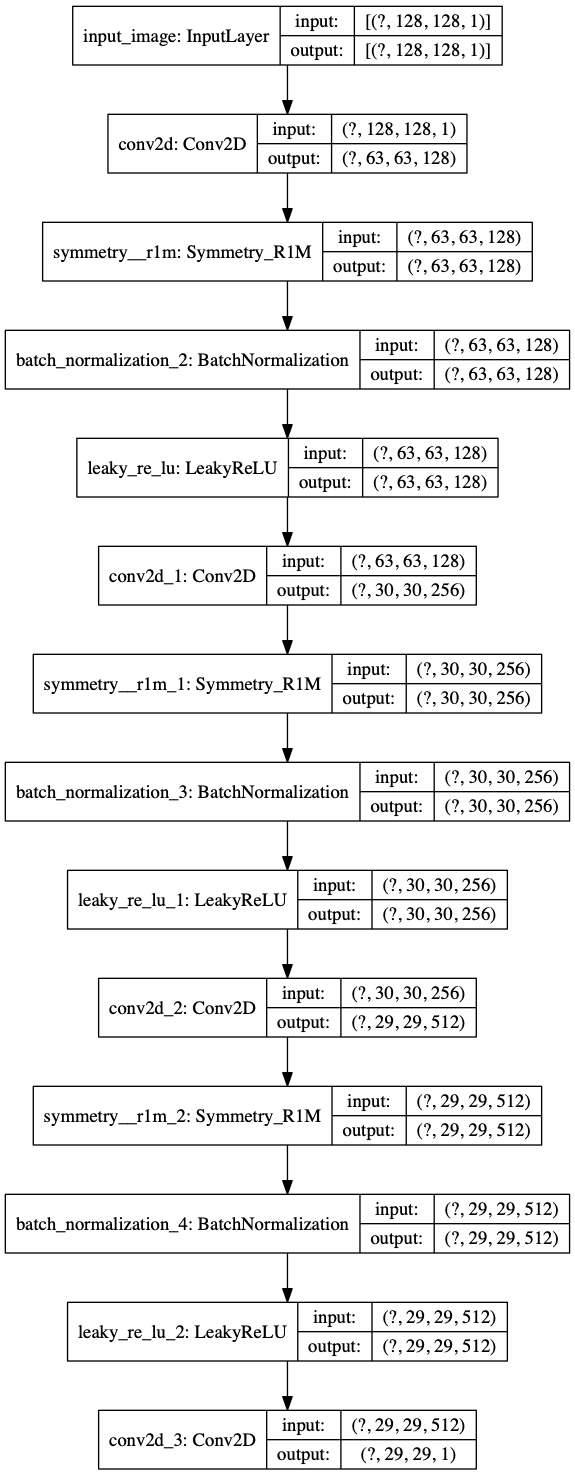 input_image: InputLayer
input: [(?, 128, 128, 1)]
output: [(?, 128, 128, 1)]
conv2d: Conv2D
input: (?, 128, 128, 1)
output: (?, 63, 63, 128)
symmetry__r1m: Symmetry_R1M
input: (?, 63, 63, 128)
output: (?, 63, 63, 128)
batch_normalization_2: BatchNormalization
input: (?, 63, 63, 128)
output: (?, 63, 63, 128)
leaky_re_lu: LeakyReLU
input: (?, 63, 63, 128)
output: (?, 63, 63, 128)
conv2d_1: Conv2D
input: (?, 63, 63, 128)
output: (?, 30, 30, 256)
symmetry__r1m_1: Symmetry_R1M
input: (?, 30, 30, 256)
output: (?, 30, 30, 256)
batch_normalization_3: BatchNormalization
input: (?, 30, 30, 256)
output: (?, 30, 30, 256)
leaky_re_lu_1: LeakyReLU
input: (?, 30, 30, 256)
output: (?, 30, 30, 256)
conv2d_2: Conv2D
input: (?, 30, 30, 256)
output: (?, 29, 29, 512)
symmetry__r1m_2: Symmetry_R1M
input: (?, 29, 29, 512)
output: (?, 29, 29, 512)
batch_normalization_4: BatchNormalization
input: (?, 29, 29, 512)
output: (?, 29, 29, 512)
leaky_re_lu_2: LeakyReLU
input: (?, 29, 29, 512)
output: (?, 29, 29, 512)
conv2d_3: Conv2D
input: (?, 29, 29, 512)
output: (?, 29, 29, 1)